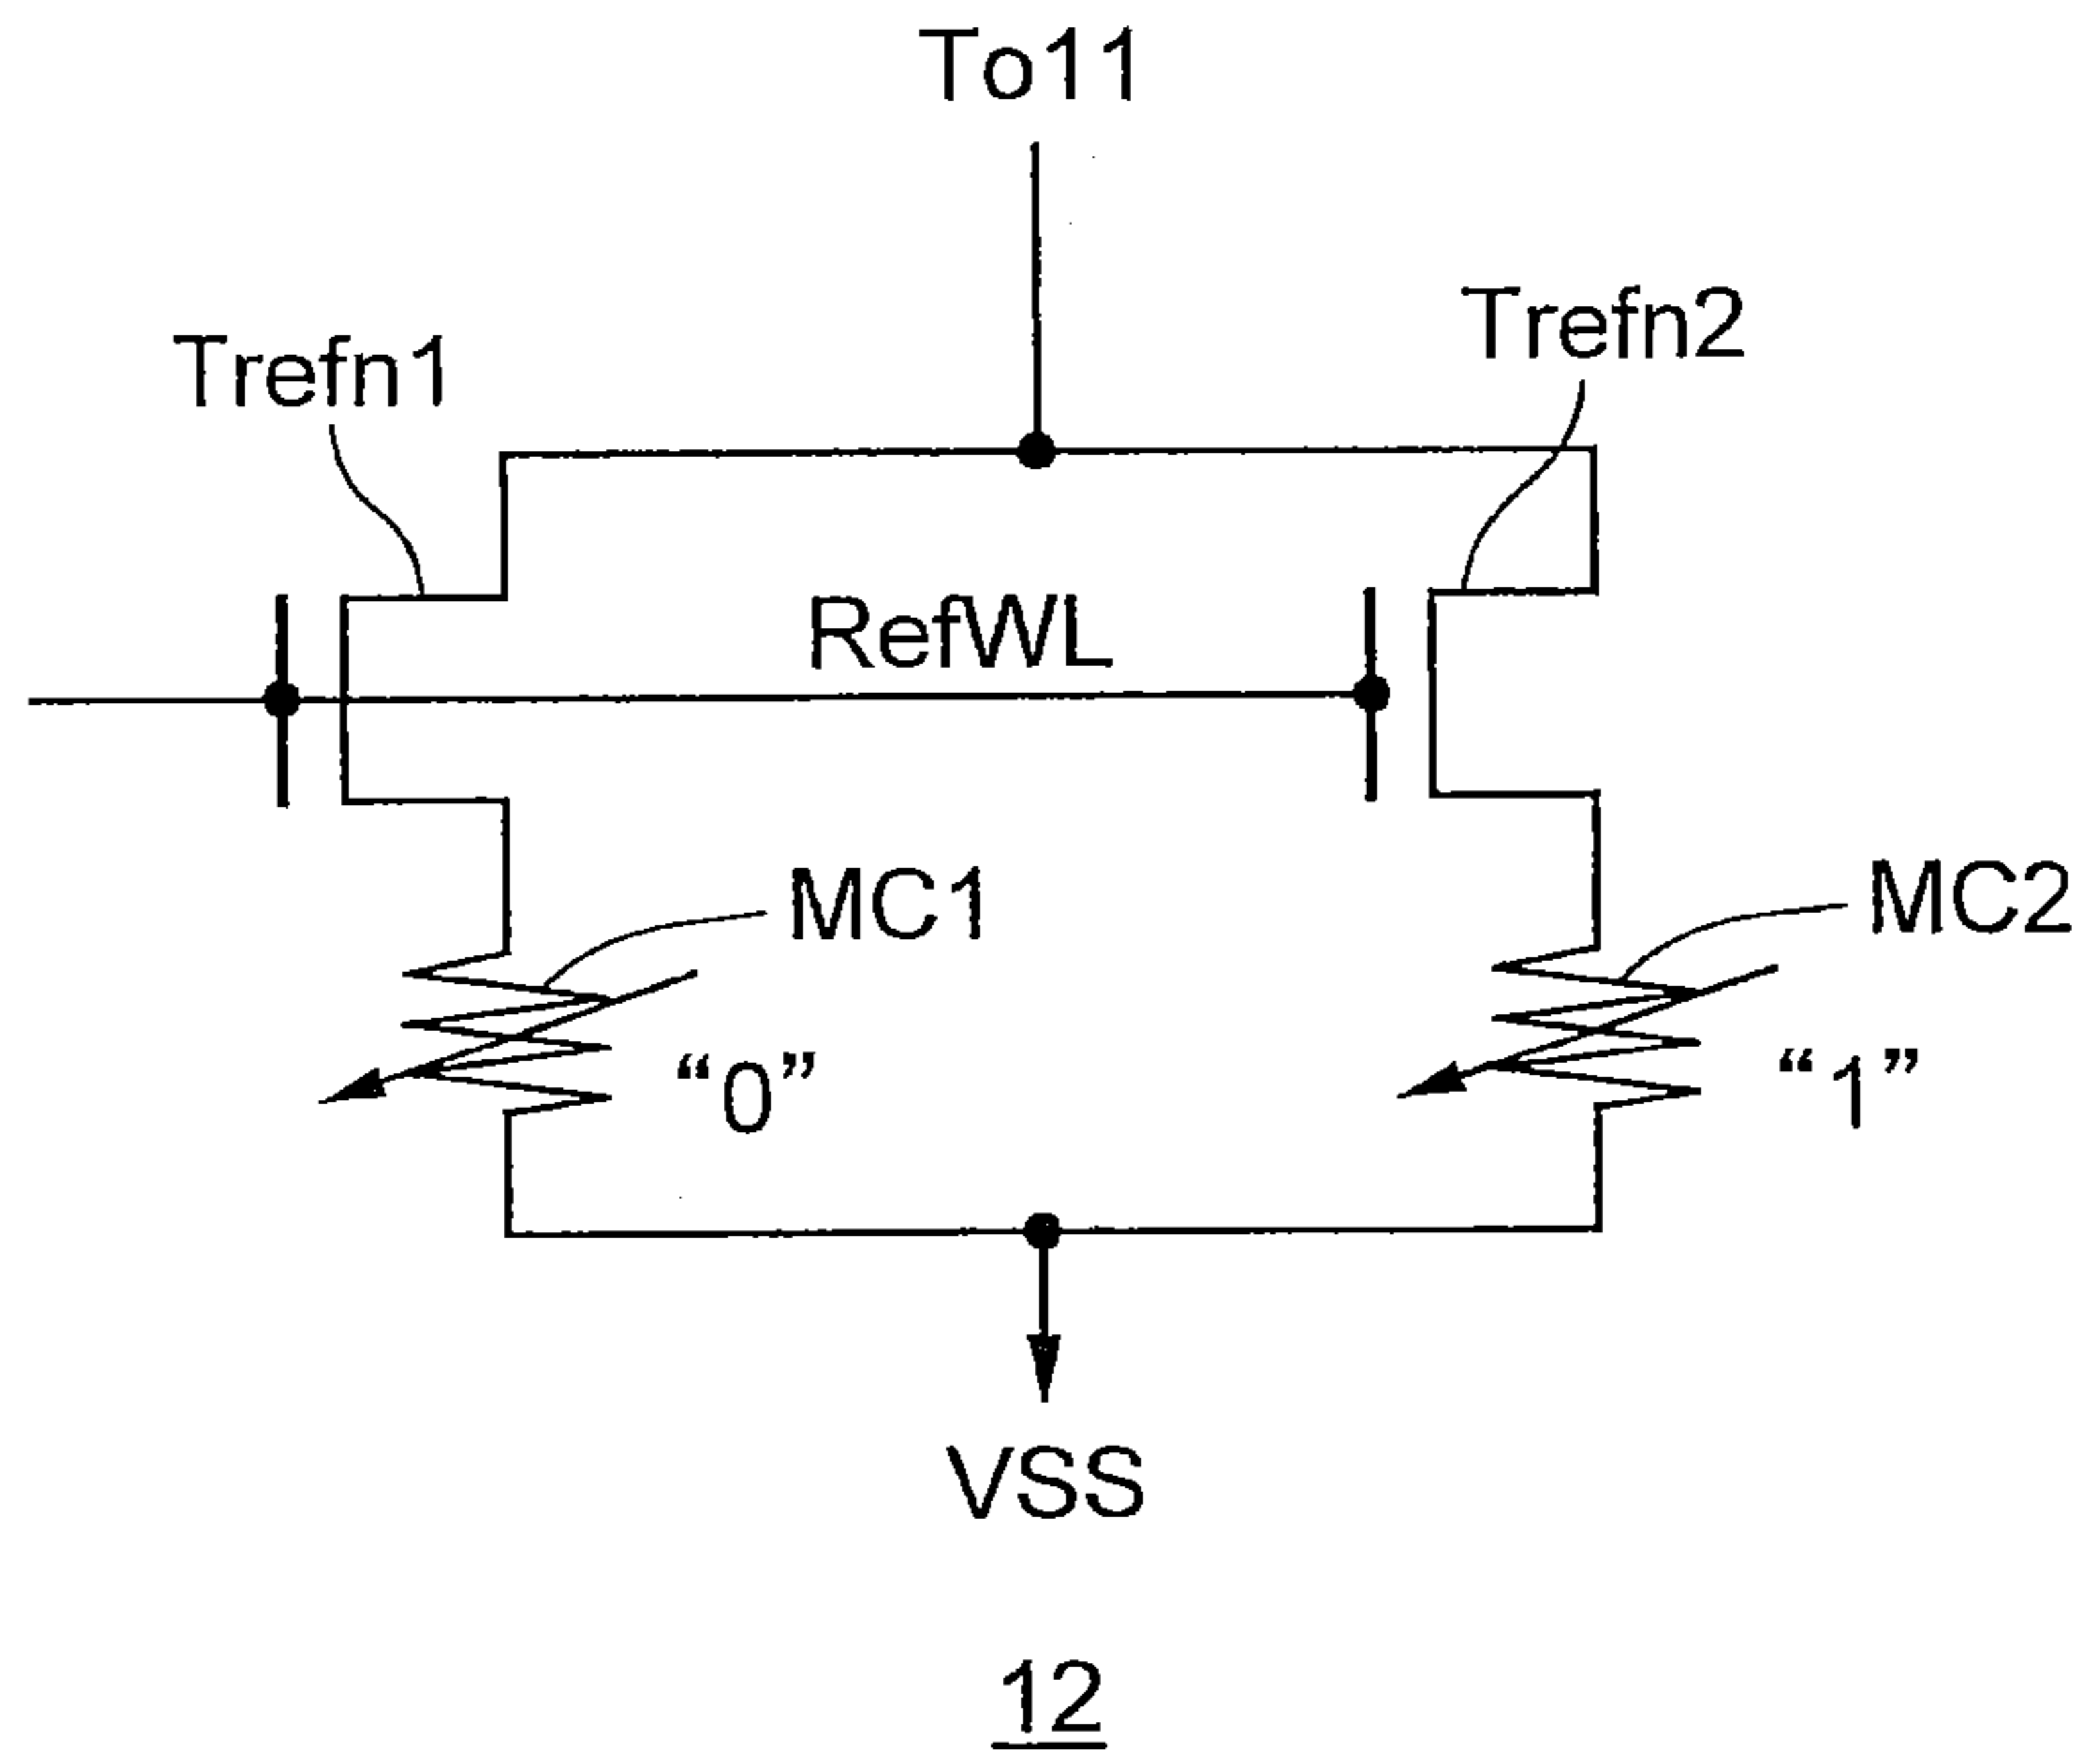 To11
Trefn1
Trefn2
RefWL
MC1
MC2
“0”
“1”
VSS
12